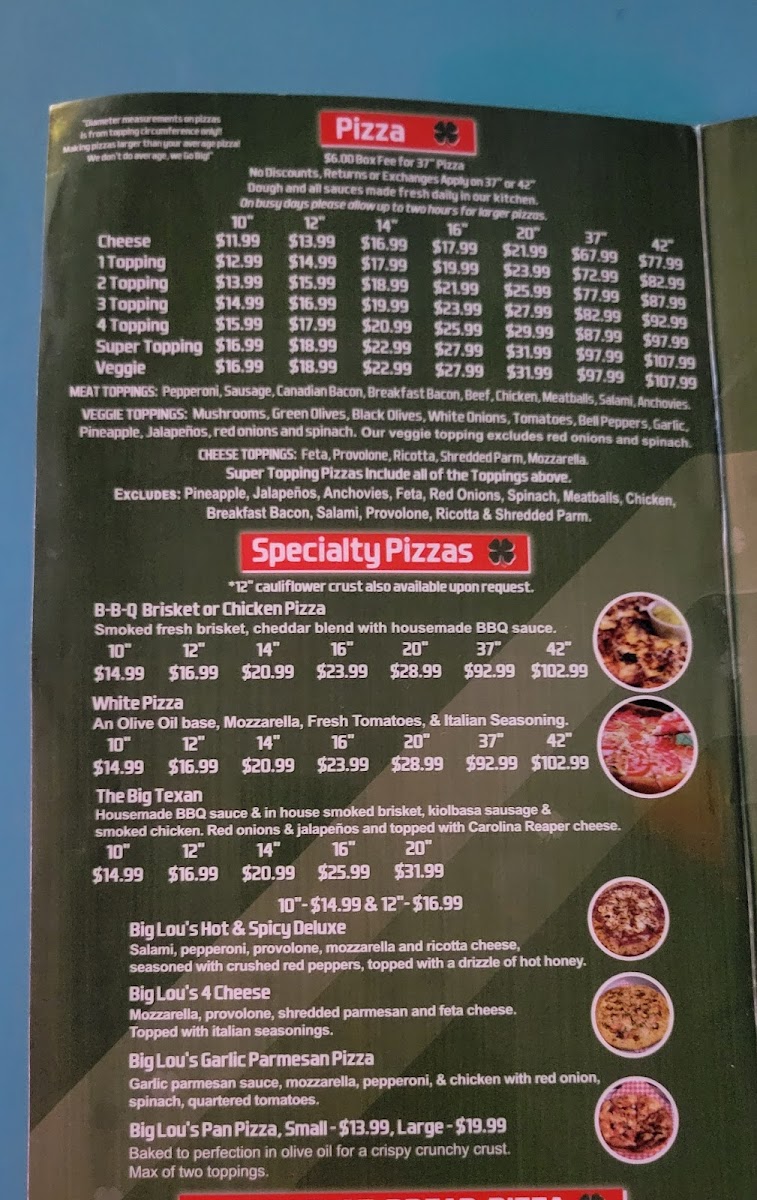 "Diameter measurements on pizzas
is from topping circumference only!!
Making pizzas larger than your average pizza!
We don't do average, we Go Big!"
Pizza
$6.00 Box Fee for 37" Pizza
No Discounts, Returns or Exchanges Apply on 37" or 42"
Dough and all sauces made fresh daily in our kitchen.
On busy days please allow up to two hours for larger pizzas.
10" 12" 14" 16" 20" 37" 42"
Cheese $11.99 $13.99 $16.99 $17.99 $21.99 $67.99 $77.99
1 Topping $12.99 $14.99 $17.99 $19.99 $23.99 $72.99 $82.99
2 Topping $13.99 $15.99 $18.99 $21.99 $25.99 $77.99 $87.99
3 Topping $14.99 $16.99 $19.99 $23.99 $27.99 $82.99 $92.99
4 Topping $15.99 $17.99 $20.99 $25.99 $29.99 $87.99 $97.99
Super Topping $16.99 $18.99 $22.99 $27.99 $31.99 $97.99 $107.99
Veggie $16.99 $18.99 $22.99 $27.99 $31.99 $97.99 $107.99
MEAT TOPPINGS: Pepperoni, Sausage, Canadian Bacon, Breakfast Bacon, Beef, Chicken, Meatballs, Salami, Anchovies.
VEGGIE TOPPINGS: Mushrooms, Green Olives, Black Olives, White Onions, Tomatoes, Bell Peppers, Garlic,
Pineapple, Jalapeños, red onions and spinach. Our veggie topping excludes red onions and spinach.
CHEESE TOPPINGS: Feta, Provolone, Ricotta, Shredded Parm, Mozzarella.
Super Topping Pizzas Include all of the Toppings above.
EXCLUDES: Pineapple, Jalapeños, Anchovies, Feta, Red Onions, Spinach, Meatballs, Chicken,
Breakfast Bacon, Salami, Provolone, Ricotta & Shredded Parm.
Specialty Pizzas
*12" cauliflower crust also available upon request.
B-B-Q Brisket or Chicken Pizza
Smoked fresh brisket, cheddar blend with housemade BBQ sauce.
10" 12" 14" 16" 20" 37" 42"
$14.99 $16.99 $20.99 $23.99 $28.99 $92.99 $102.99
White Pizza
An Olive Oil base, Mozzarella, Fresh Tomatoes, & Italian Seasoning.
10" 12" 14" 16" 20" 37" 42"
$14.99 $16.99 $20.99 $23.99 $28.99 $92.99 $102.99
The Big Texan
Housemade BBQ sauce & in house smoked brisket, kiolbasa sausage &
smoked chicken. Red onions & jalapeños and topped with Carolina Reaper cheese.
10" 12" 14" 16" 20"
$14.99 $16.99 $20.99 $25.99 $31.99
10"- $14.99 & 12"- $16.99
Big Lou's Hot & Spicy Deluxe
Salami, pepperoni, provolone, mozzarella and ricotta cheese,
seasoned with crushed red peppers, topped with a drizzle of hot honey.
Big Lou's 4 Cheese
Mozzarella, provolone, shredded parmesan and feta cheese.
Topped with italian seasonings.
Big Lou's Garlic Parmesan Pizza
Garlic parmesan sauce, mozzarella, pepperoni, & chicken with red onion,
spinach, quartered tomatoes.
Big Lou's Pan Pizza, Small - $13.99, Large - $19.99
Baked to perfection in olive oil for a crispy crunchy crust.
Max of two toppings.